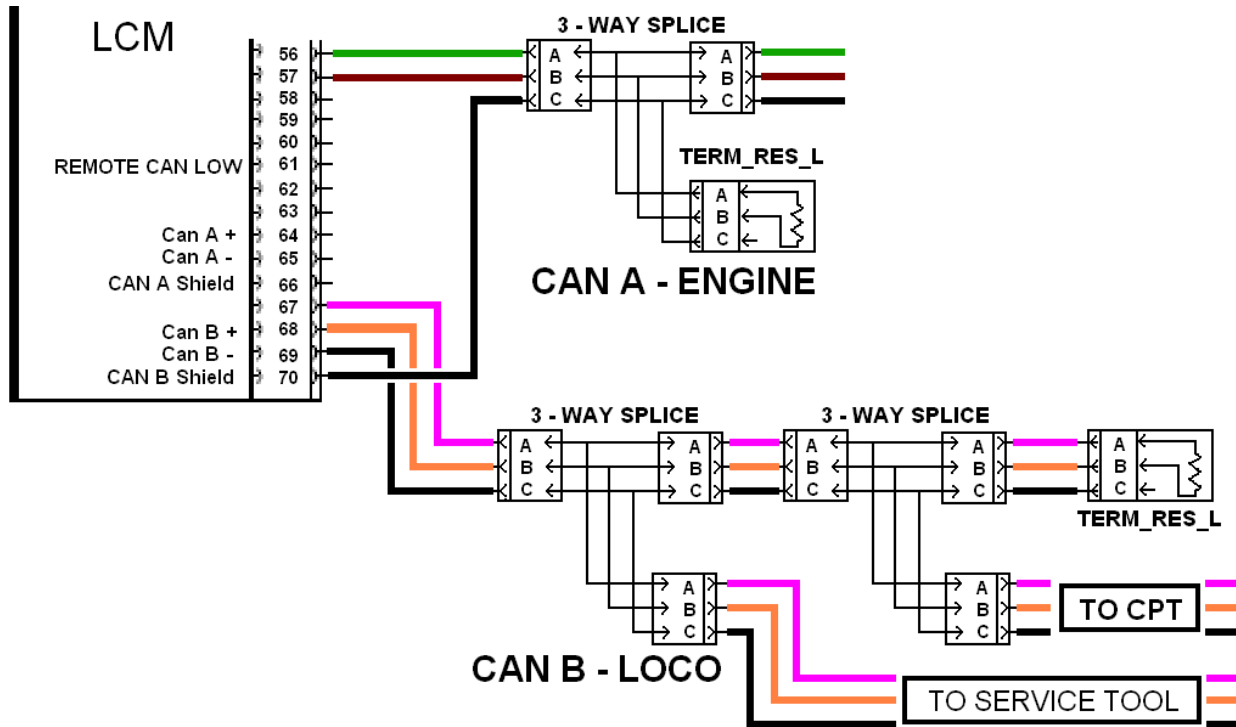 LCM
3 - WAY SPLICE
56
57
58
59
60
REMOTE CAN LOW 61
62
63
Can A + 64
Can A - 65
CAN A Shield 66
67
Can B + 68
Can B - 69
CAN B Shield 70
A A
B B
C C
TERM_RES_L
A
B
C
CAN A - ENGINE
3 - WAY SPLICE 3 - WAY SPLICE
A A A A A
B B B B B
C C C C C
TERM_RES_L
A A
B B
C C
TO CPT
CAN B - LOCO
TO SERVICE TOOL